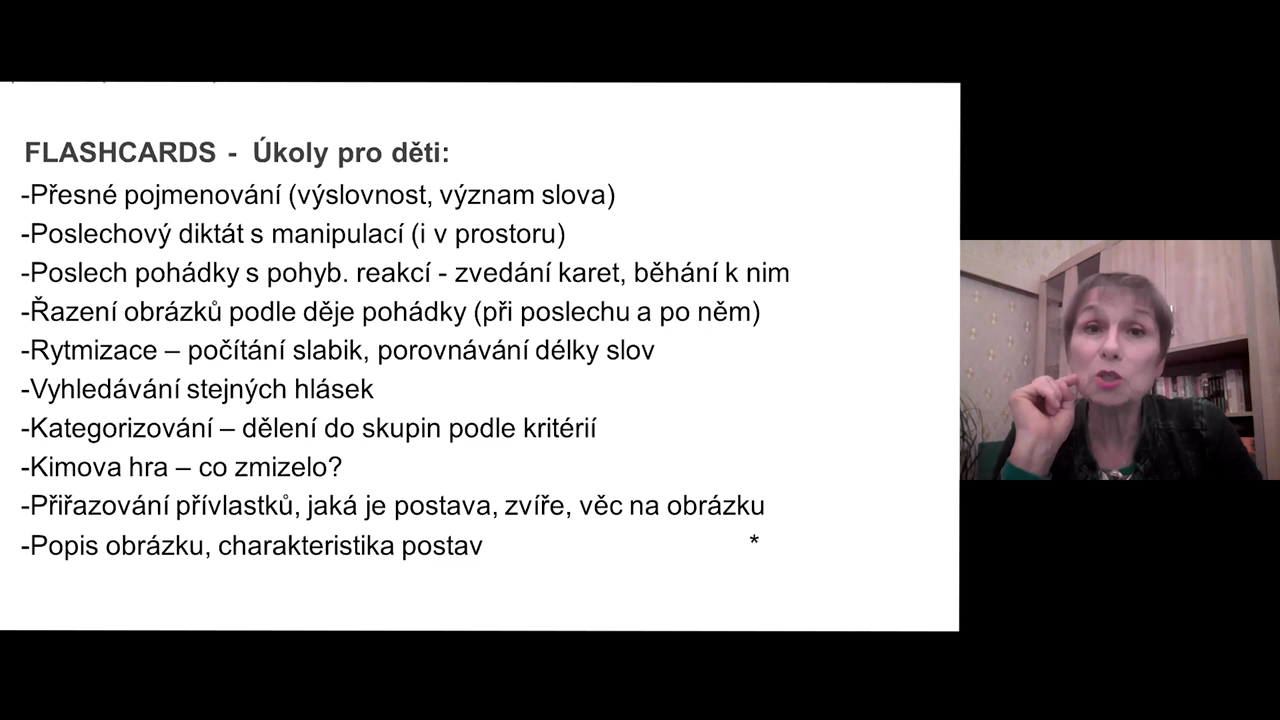 FLASHCARDS - Úkoly pro děti:
-Přesné pojmenování (výslovnost, význam slova)
-Poslechový diktát s manipulací (i v prostoru)
-Poslech pohádky s pohyb. reakcí - zvedání karet, běhání k nim
-Řazení obrázků podle děje pohádky (při poslechu a po něm)
-Rytmizace – počítání slabik, porovnávání délky slov
-Vyhledávání stejných hlásek
-Kategorizování – dělení do skupin podle kritérií
-Kimova hra – co zmizelo?
-Přiřazování přívlastků, jaká je postava, zvíře, věc na obrázku
-Popis obrázku, charakteristika postav *